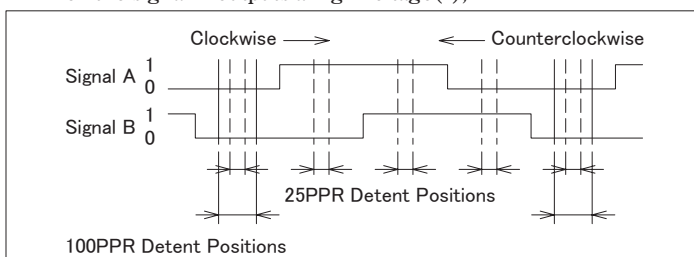 Clockwise
Counterclockwise
Signal A 1
0
Signal B 1
0
25PPR Detent Positions
100PPR Detent Positions